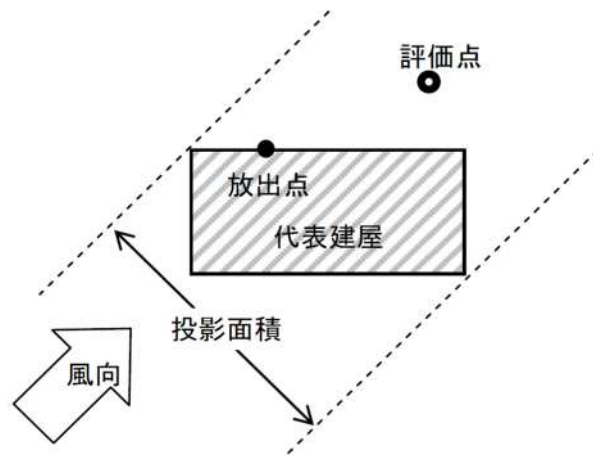 評価点
放出点
代表建屋
投影面積
風向